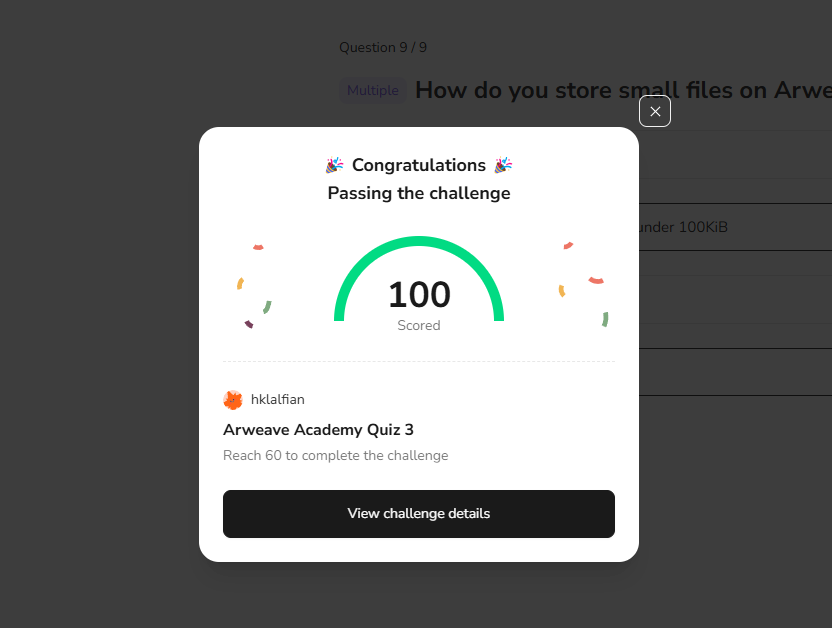 Question 9 / 9
Multiple How do you store small files on Arwe
under 100KiB
Congratulations
Passing the challenge
100
Scored
hklalfian
Arweave Academy Quiz 3
Reach 60 to complete the challenge
View challenge details